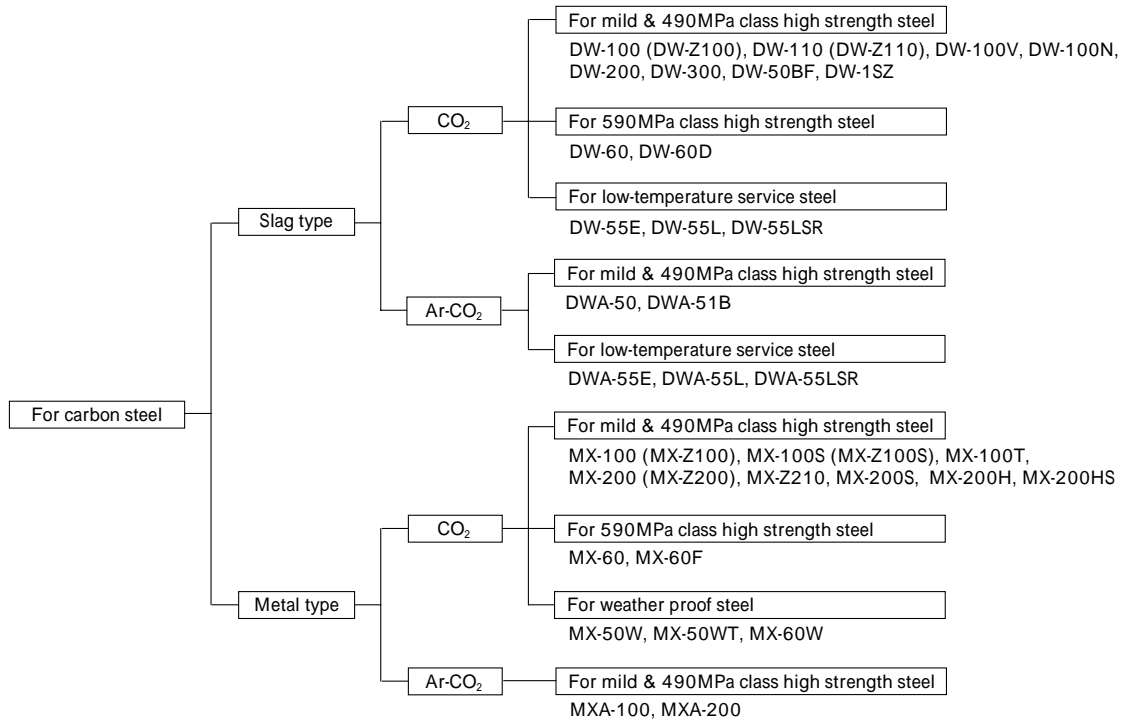 For carbon steel
Slag type
CO₂
For mild & 490MPa class high strength steel
DW-100 (DW-Z100), DW-110 (DW-Z110), DW-100V, DW-100N,
DW-200, DW-300, DW-50BF, DW-1SZ
For 590MPa class high strength steel
DW-60, DW-60D
For low-temperature service steel
DW-55E, DW-55L, DW-55LSR
Ar-CO₂
For mild & 490MPa class high strength steel
DWA-50, DWA-51B
For low-temperature service steel
DWA-55E, DWA-55L, DWA-55LSR
Metal type
CO₂
For mild & 490MPa class high strength steel
MX-100 (MX-Z100), MX-100S (MX-Z100S), MX-100T,
MX-200 (MX-Z200), MX-Z210, MX-200S, MX-200H, MX-200HS
For 590MPa class high strength steel
MX-60, MX-60F
For weather proof steel
MX-50W, MX-50WT, MX-60W
Ar-CO₂
For mild & 490MPa class high strength steel
MXA-100, MXA-200